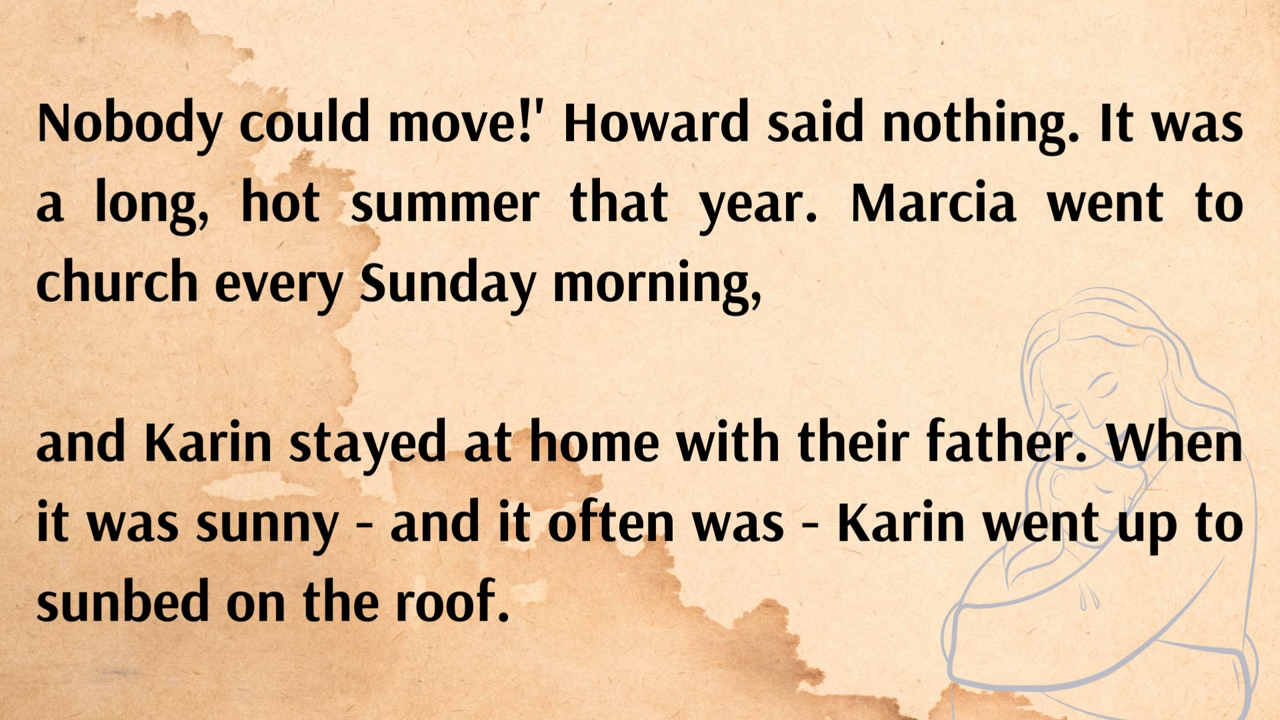 Nobody could move!' Howard said nothing. It was
a long, hot summer that year. Marcia went to
church every Sunday morning,
and Karin stayed at home with their father. When
it was sunny - and it often was - Karin went up to
sunbed on the roof.